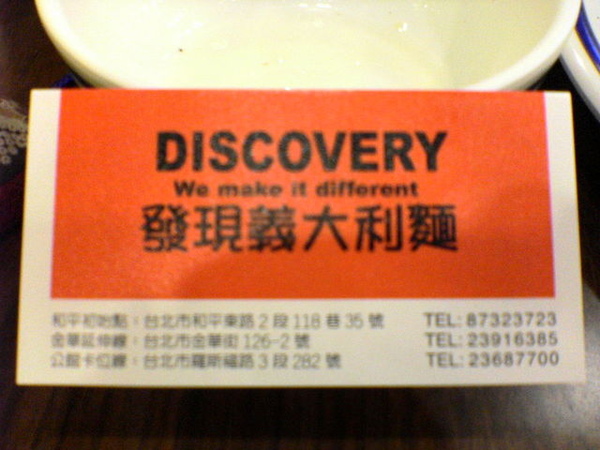 DISCOVERY
We make it different
發現義大利麵
和平初始點：台北市和平東路2段118巷35號 TEL: 87323723
金華延伸線：台北市金華街126-2號 TEL: 23916385
公館卡位線：台北市羅斯福路3段282號 TEL: 23687700